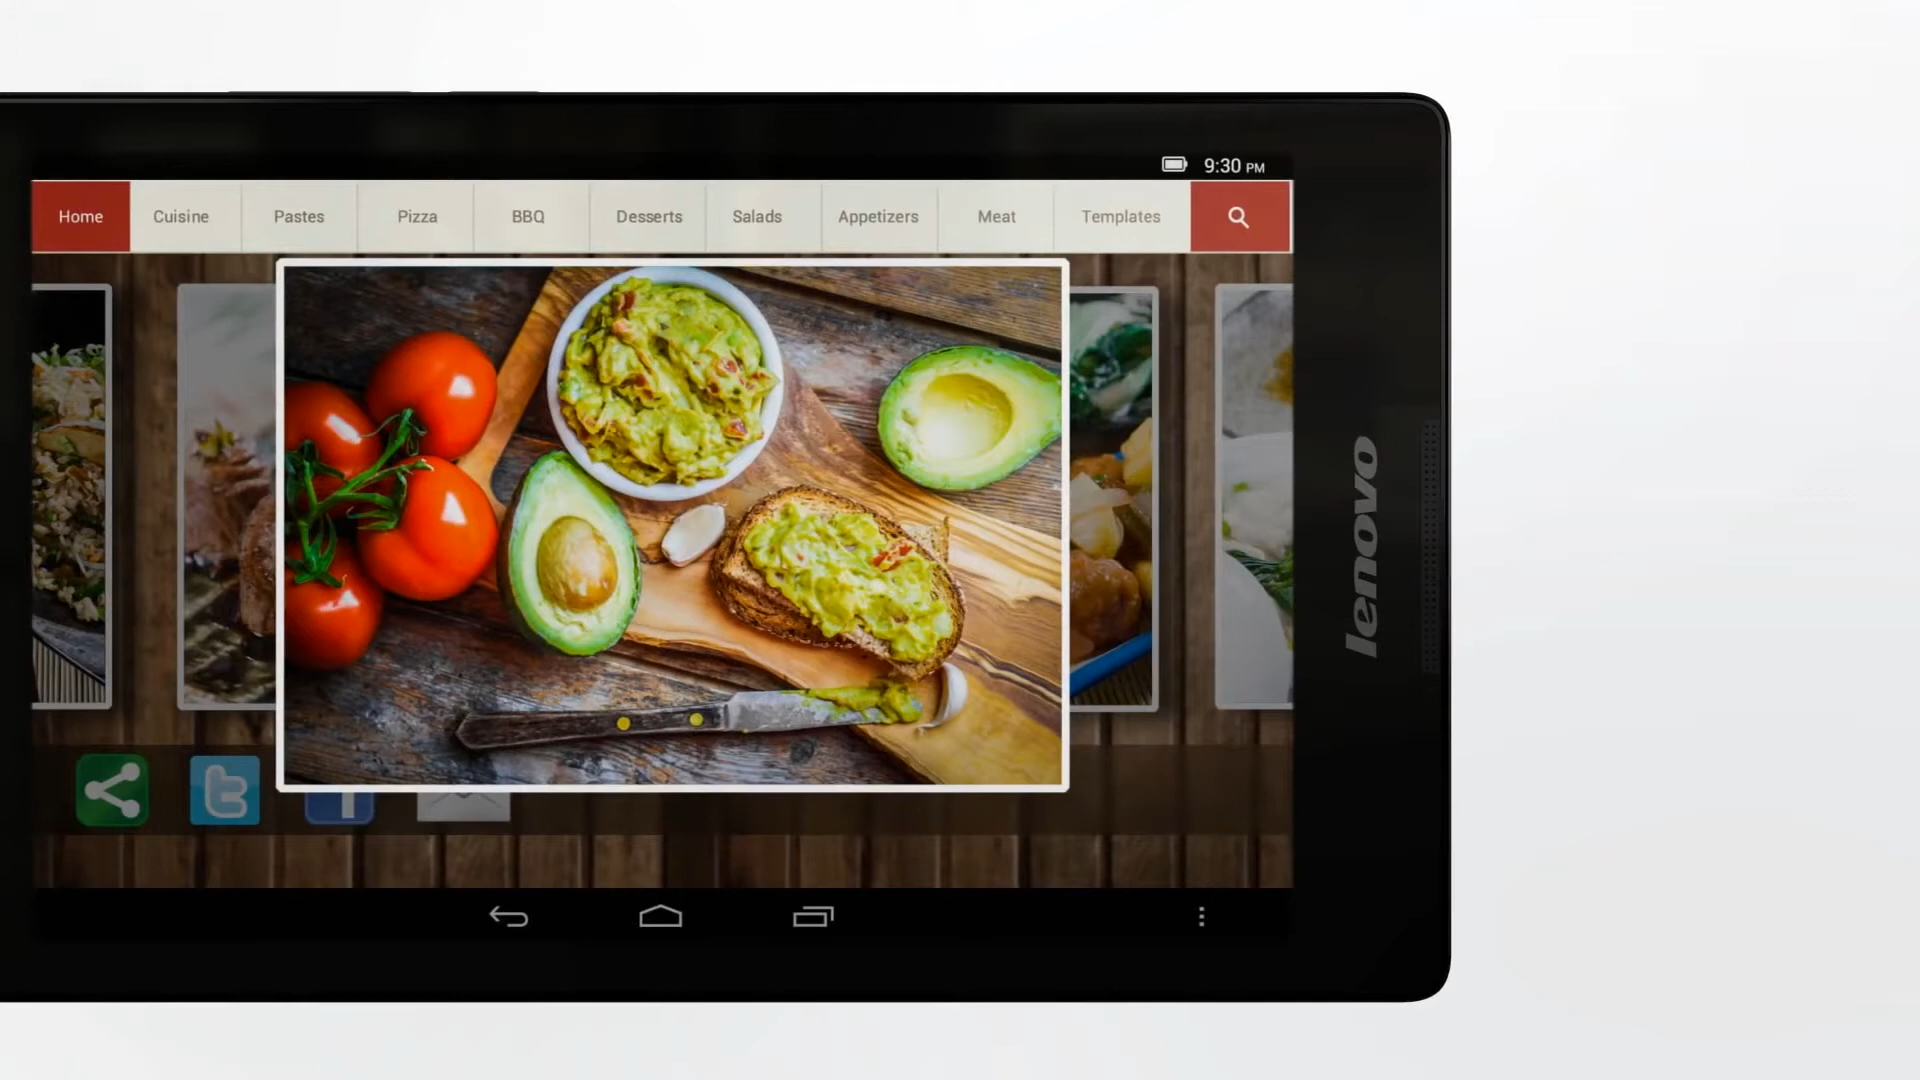 9:30 PM
Home Cuisine Pastes Pizza BBQ Desserts Salads Appetizers Meat Templates
lenovo